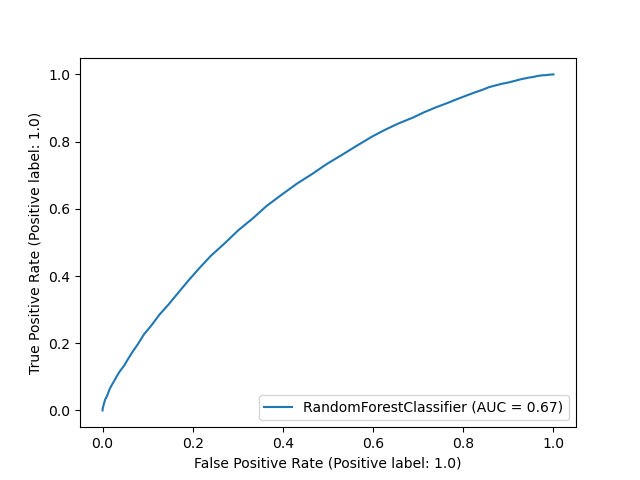 1.0
0.8
0.6
0.4
0.2
0.0
True Positive Rate (Positive label: 1.0)
RandomForestClassifier (AUC = 0.67)
0.0 0.2 0.4 0.6 0.8 1.0
False Positive Rate (Positive label: 1.0)